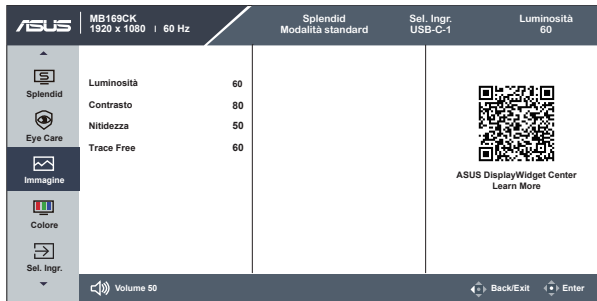 ASUS
MB169CK
1920 x 1080 | 60 Hz
Splendid
Modalità standard
Sel. Ingr.
USB-C-1
Luminosità
60
Splendid
Eye Care
Immagine
Colore
Sel. Ingr.
Luminosità 60
Contrasto 80
Nitidezza 50
Trace Free 60
ASUS DisplayWidget Center
Learn More
Volume 50
Back/Exit
Enter